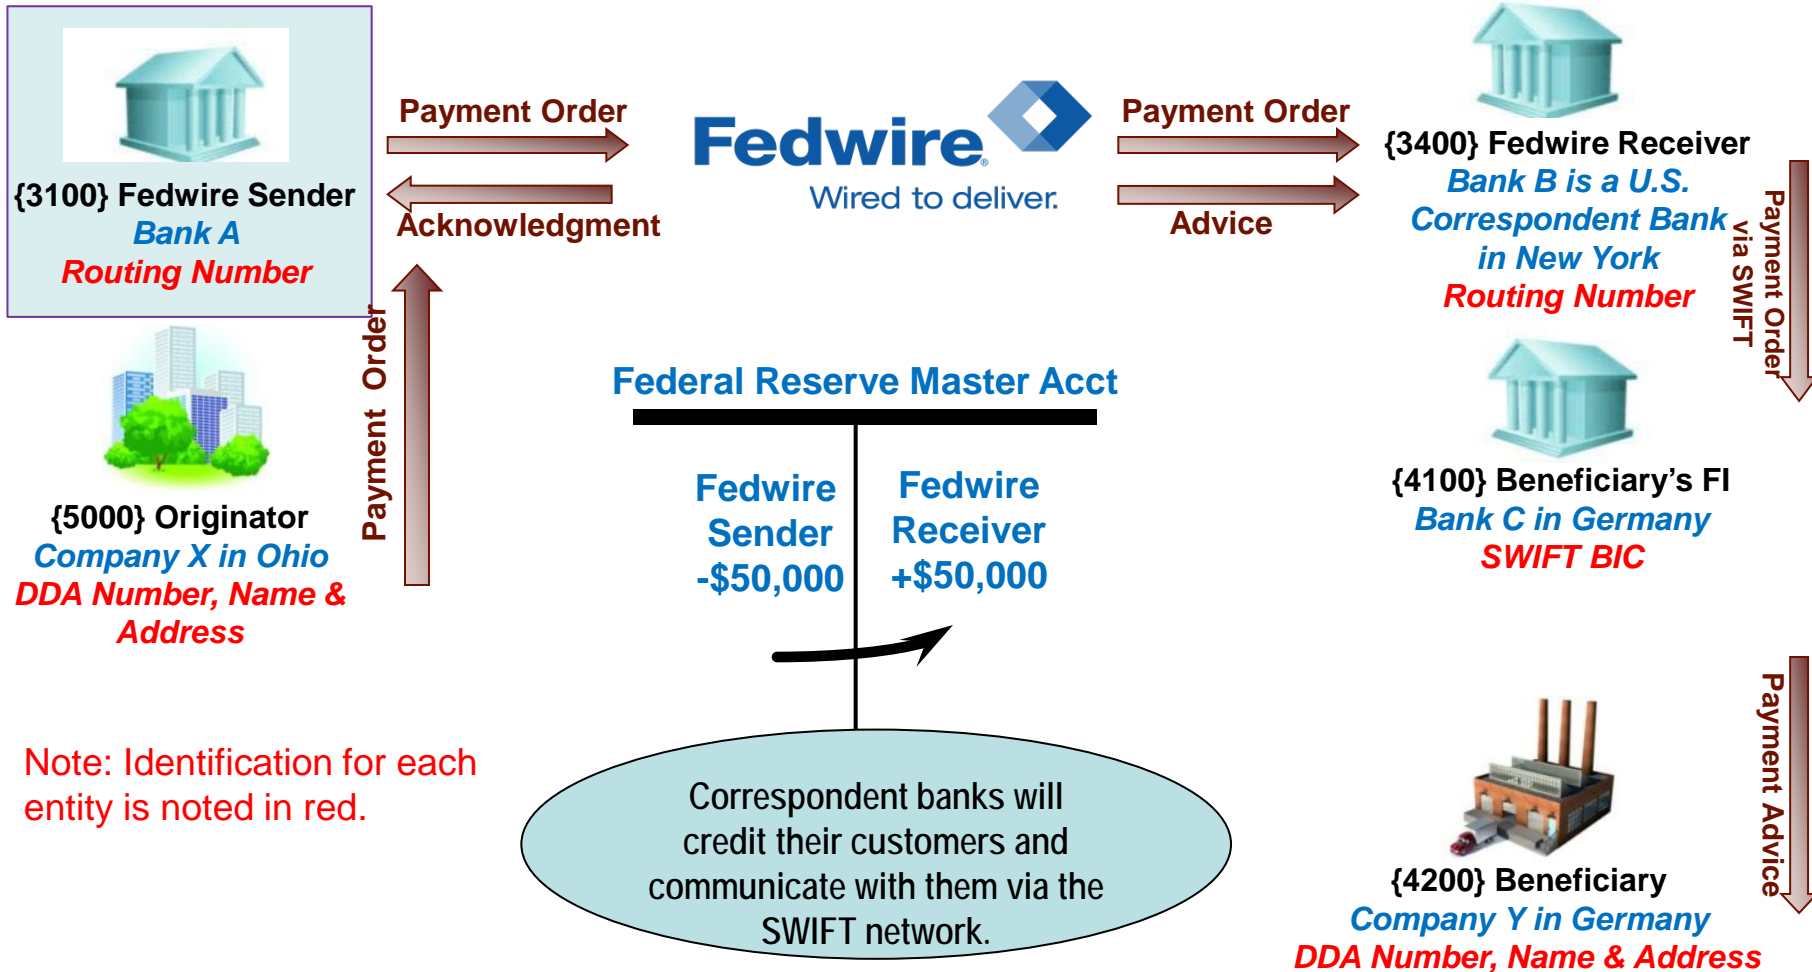 Payment Order
Acknowledgment
{3100} Fedwire Sender
Bank A
Routing Number
Payment Order
{5000} Originator
Company X in Ohio
DDA Number, Name &
Address
Note: Identification for each
entity is noted in red.
Fedwire®
Wired to deliver.
Payment Order
Advice
Federal Reserve Master Acct
Fedwire
Sender
-$50,000
Fedwire
Receiver
+$50,000
Correspondent banks will
credit their customers and
communicate with them via the
SWIFT network.
{3400} Fedwire Receiver
Bank B is a U.S.
Correspondent Bank
in New York
Routing Number
Payment Order
via SWIFT
{4100} Beneficiary’s FI
Bank C in Germany
SWIFT BIC
Payment Advice
{4200} Beneficiary
Company Y in Germany
DDA Number, Name & Address